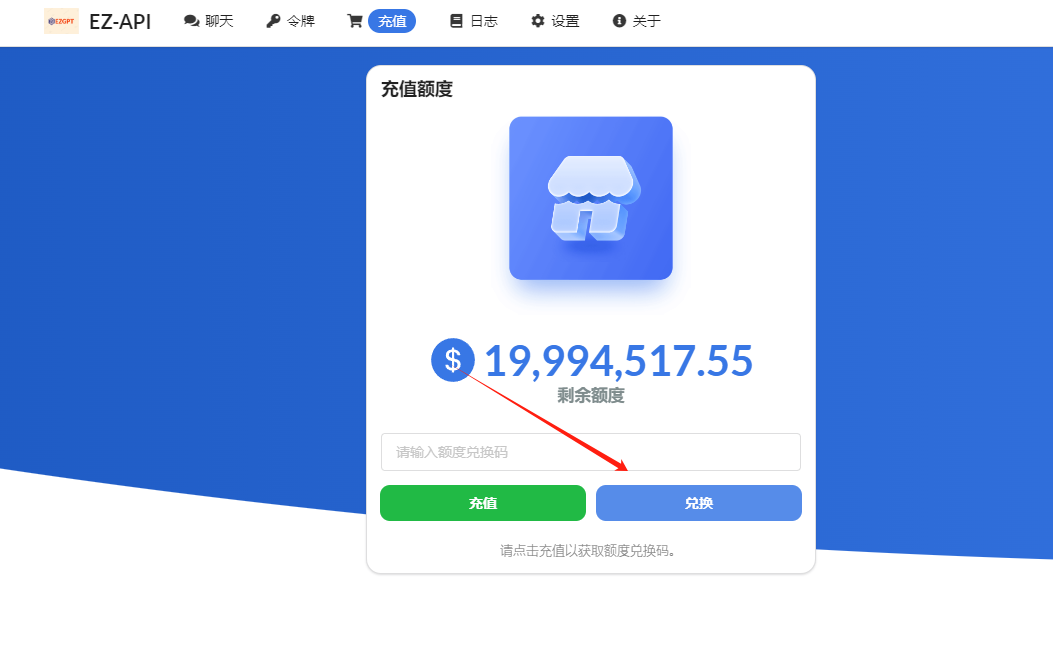 EZGPT EZ-API 聊天 令牌 充值 日志 设置 关于
充值额度
$ 19,994,517.55
剩余额度
请输入额度兑换码
充值 兑换
请点击充值以获取额度兑换码。